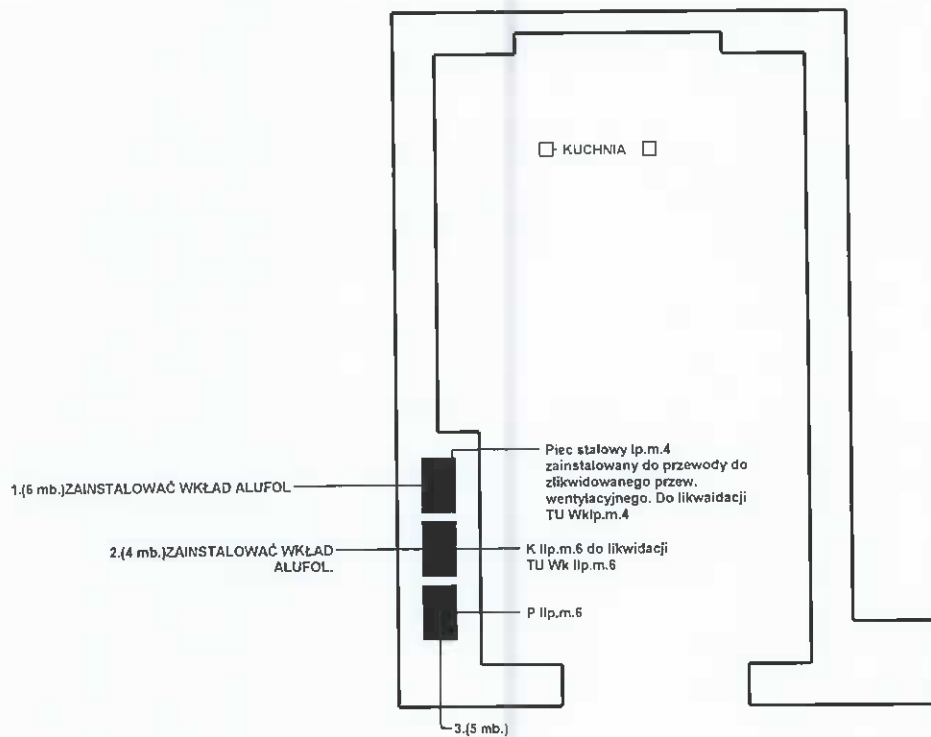 KUCHNIA
Piec stalowy Ip.m.4
zainstalowany do przewody do
zlikwidowanego przew.
wentylacyjnego. Do likwaidacji
TU WkIp.m.4
1.(6 mb.)ZAINSTALOWAĆ WKŁAD ALUFOL
2.(4 mb.)ZAINSTALOWAĆ WKŁAD
ALUFOL.
K IIp.m.6 do likwidacji
TU Wk IIp.m.6
P IIp.m.6
3.(5 mb.)